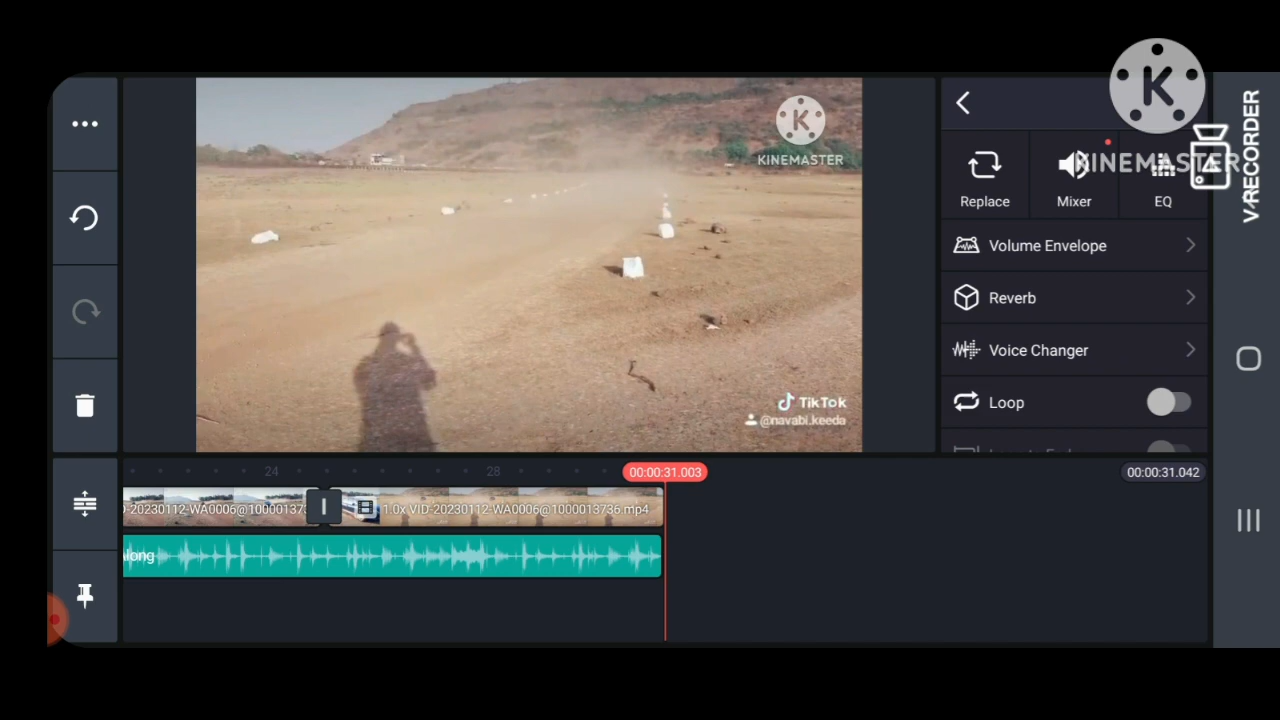 KINEMASTER
KINEMASTER
V RECORDER
Replace
Mixer
EQ
Volume Envelope
Reverb
Voice Changer
Loop
TikTok
@navabi.keeda
24
28
00:00:31.003
00:00:31.042
-20230112-WA0006@10000137
1.0x VID-20230112-WA0006@1000013736.mp4
long